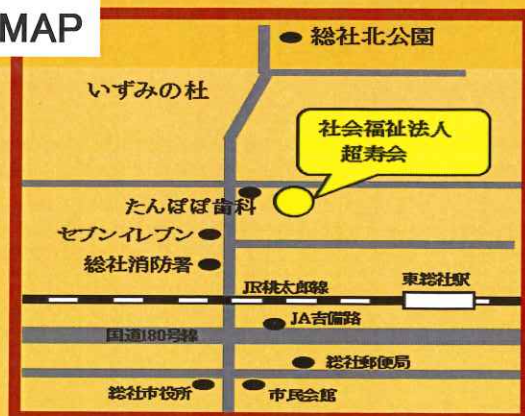 MAP
総社北公園
いずみの杜
社会福祉法人
超寿会
たんぽぽ歯科
セブンイレブン
総社消防署
JR桃太郎線
東総社駅
JA吉備路
国道180号線
総社郵便局
総社市役所
市民会館